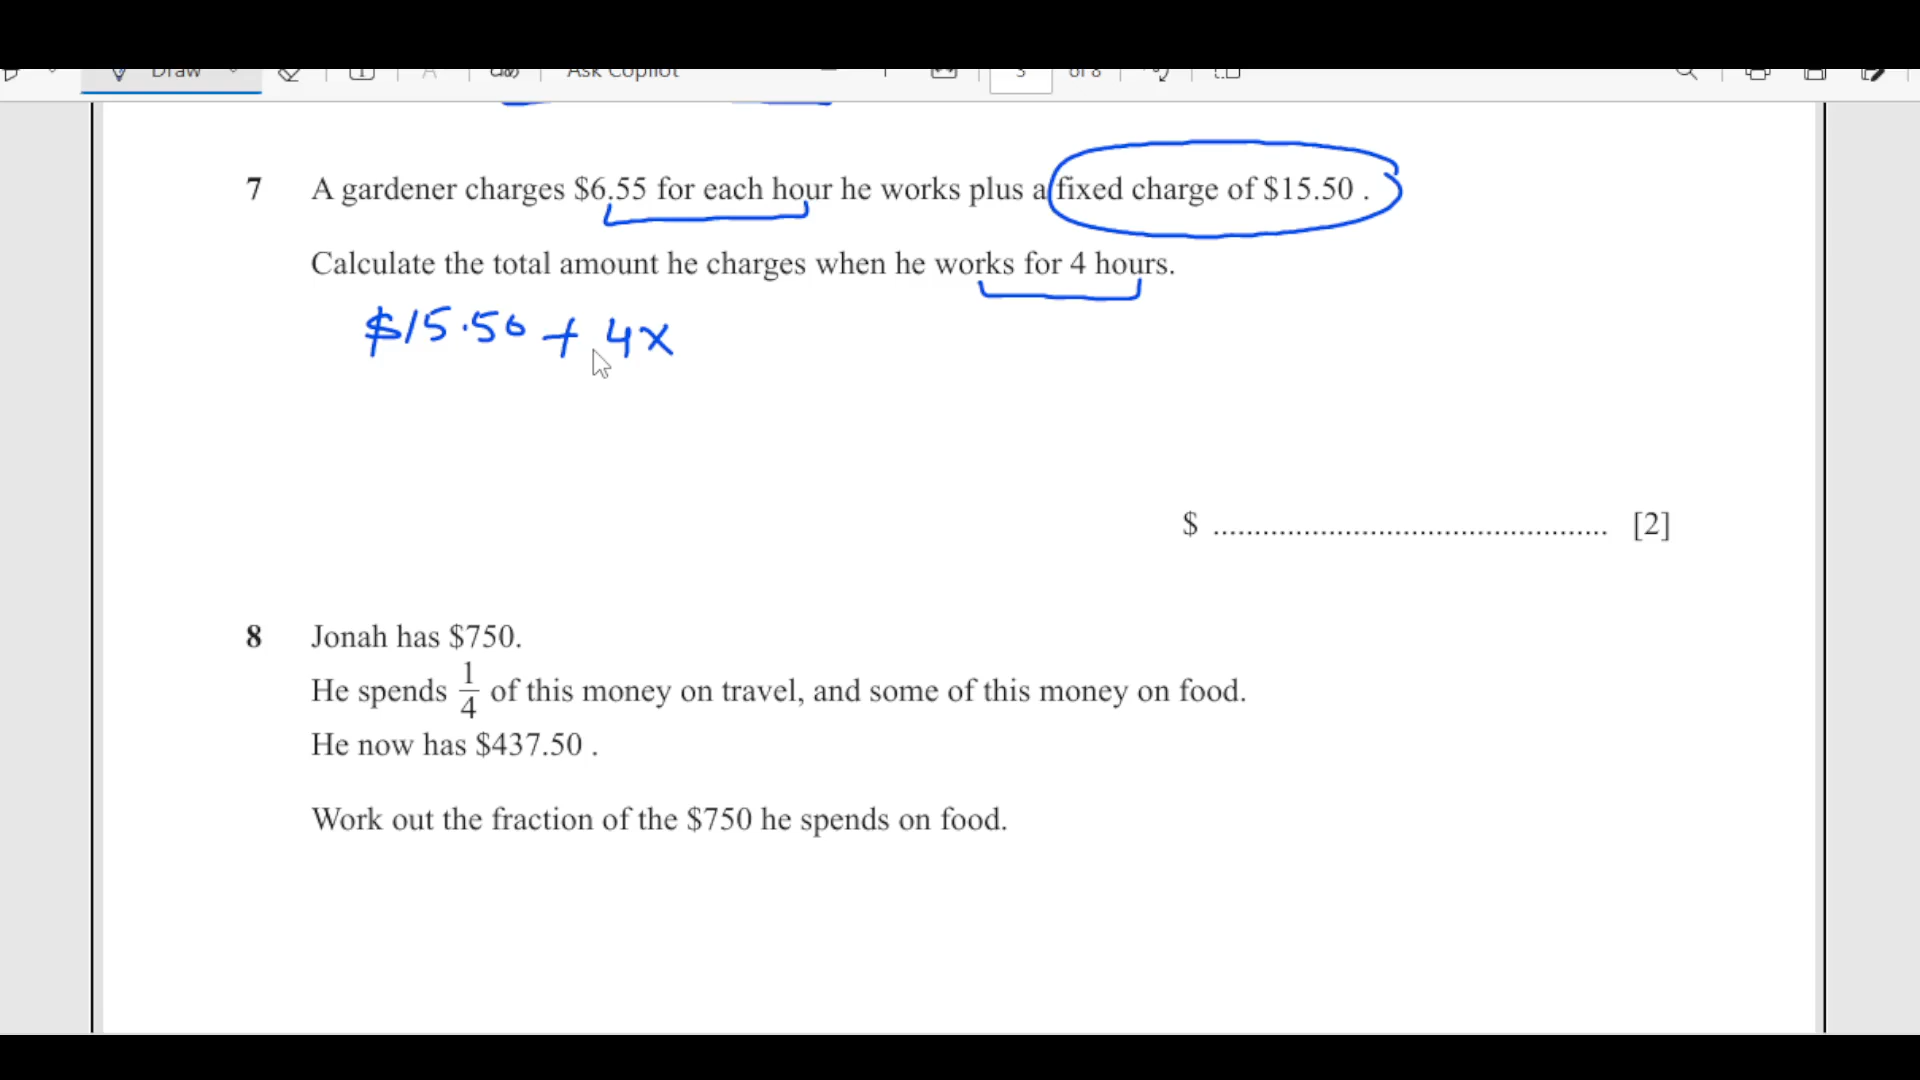 Draw
Ask Copilot
3 of 8
7 A gardener charges $6.55 for each hour he works plus a fixed charge of $15.50 .
Calculate the total amount he charges when he works for 4 hours.
$15.50 + 4x
$ ................................................ [2]
8 Jonah has $750.
He spends 1/4 of this money on travel, and some of this money on food.
He now has $437.50 .
Work out the fraction of the $750 he spends on food.